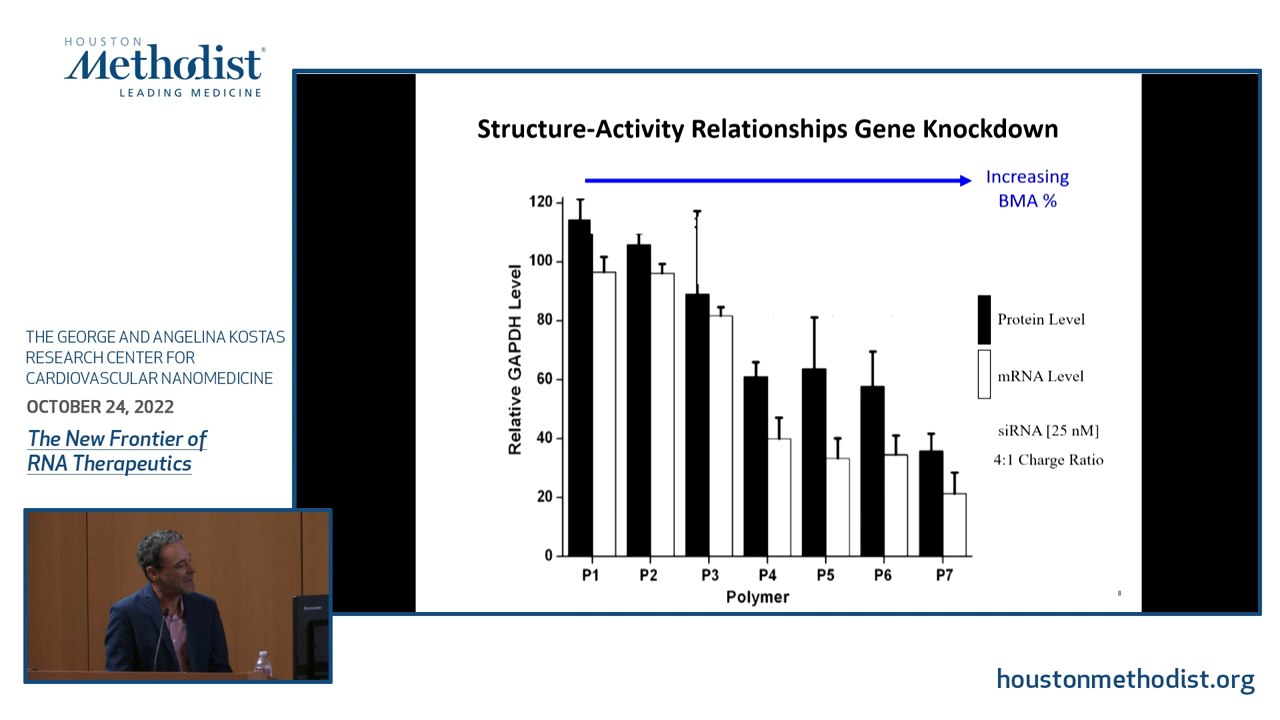 HOUSTON
Methodist®
LEADING MEDICINE
THE GEORGE AND ANGELINA KOSTAS
RESEARCH CENTER FOR
CARDIOVASCULAR NANOMEDICINE
OCTOBER 24, 2022
The New Frontier of
RNA Therapeutics
Structure-Activity Relationships Gene Knockdown
Increasing
BMA %
Relative GAPDH Level
120
100
80
60
40
20
0
P1 P2 P3 P4 P5 P6 P7
Polymer
Protein Level
mRNA Level
siRNA [25 nM]
4:1 Charge Ratio
8
houstonmethodist.org